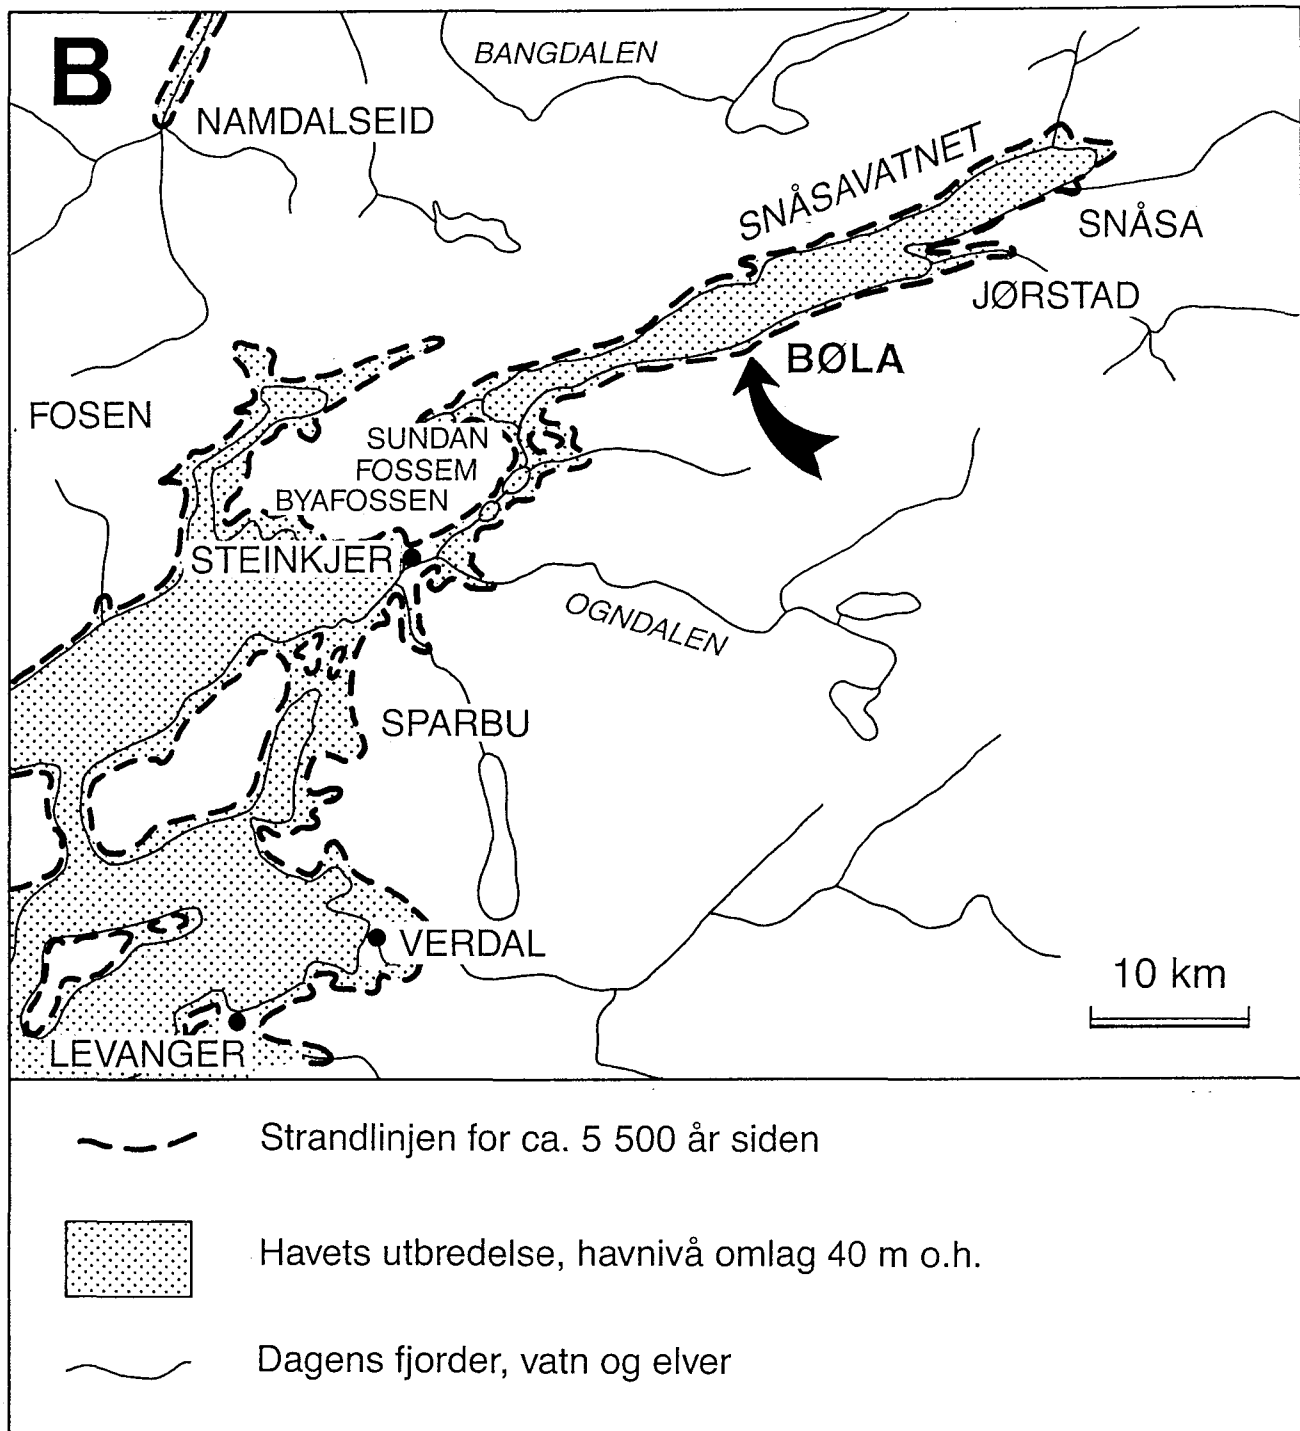 B
BANGDALEN
NAMDALSEID
SNÅSAVATNET
SNÅSA
JØRSTAD
BØLA
FOSEN
SUNDAN
FOSSEM
BYAFOSSEN
STEINKJER
OGNDALEN
SPARBU
VERDAL
10 km
LEVANGER
Strandlinjen for ca. 5 500 år siden
Havets utbredelse, havnivå omlag 40 m o.h.
Dagens fjorder, vatn og elver